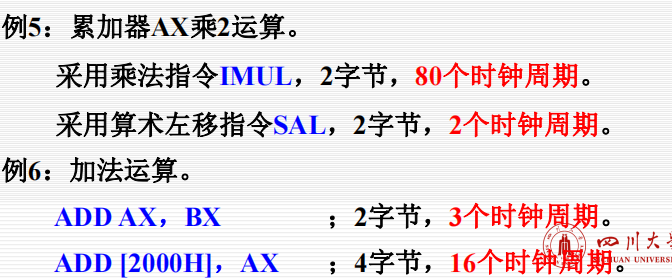 例5：累加器AX乘2运算。
采用乘法指令IMUL，2字节，80个时钟周期。
采用算术左移指令SAL，2字节，2个时钟周期。
例6：加法运算。
ADD AX，BX ；2字节，3个时钟周期。
ADD [2000H]，AX ；4字节，16个时钟周期。
四川大学